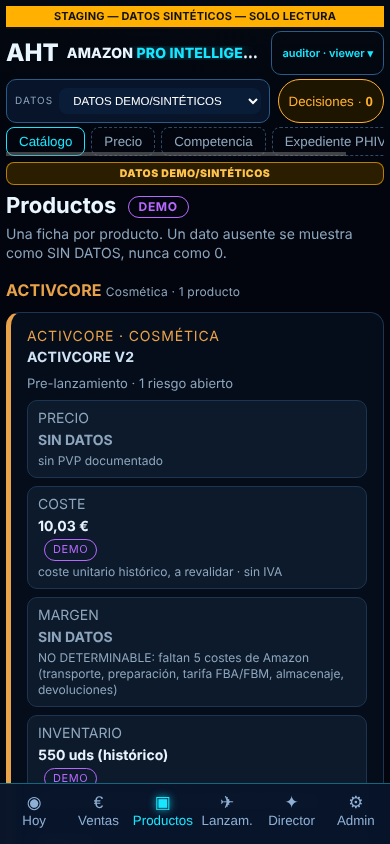 STAGING — DATOS SINTÉTICOS — SOLO LECTURA
AHT AMAZON PRO INTELLIGE...
auditor · viewer ▾
DATOS DATOS DEMO/SINTÉTICOS
Decisiones · 0
Catálogo Precio Competencia Expediente PHIV
DATOS DEMO/SINTÉTICOS
Productos DEMO
Una ficha por producto. Un dato ausente se muestra
como SIN DATOS, nunca como 0.
ACTIVCORE Cosmética · 1 producto
ACTIVCORE · COSMÉTICA
ACTIVCORE V2
Pre-lanzamiento · 1 riesgo abierto
PRECIO
SIN DATOS
sin PVP documentado
COSTE
10,03 €
DEMO
coste unitario histórico, a revalidar · sin IVA
MARGEN
SIN DATOS
NO DETERMINABLE: faltan 5 costes de Amazon
(transporte, preparación, tarifa FBA/FBM, almacenaje,
devoluciones)
INVENTARIO
550 uds (histórico)
DEMO
Hoy Ventas Productos Lanzam. Director Admin